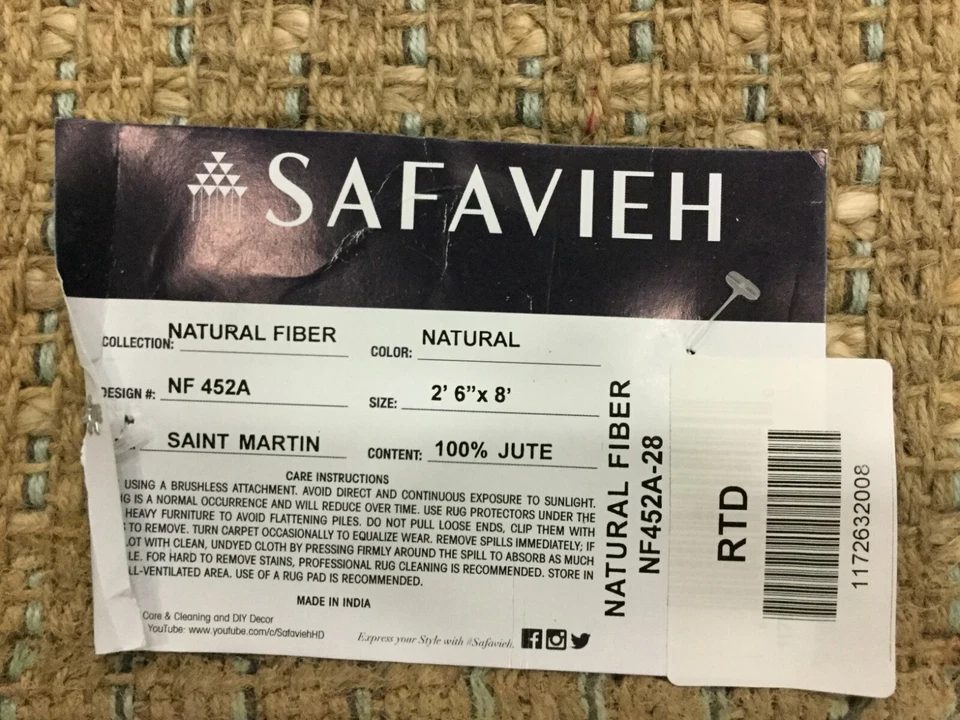 SAFAVIEH
COLLECTION: NATURAL FIBER
COLOR: NATURAL
DESIGN #: NF 452A
SIZE: 2' 6”x 8'
SAINT MARTIN
CONTENT: 100% JUTE
CARE INSTRUCTIONS
USING A BRUSHLESS ATTACHMENT. AVOID DIRECT AND CONTINUOUS EXPOSURE TO SUNLIGHT.
IS A NORMAL OCCURRENCE AND WILL REDUCE OVER TIME. USE RUG PROTECTORS UNDER THE
HEAVY FURNITURE TO AVOID FLATTENING PILES. DO NOT PULL LOOSE ENDS, CLIP THEM WITH
TO REMOVE. TURN CARPET OCCASIONALLY TO EQUALIZE WEAR. REMOVE SPILLS IMMEDIATELY; IF
LOT WITH CLEAN, UNDYED CLOTH BY PRESSING FIRMLY AROUND THE SPILL TO ABSORB AS MUCH
LE. FOR HARD TO REMOVE STAINS, PROFESSIONAL RUG CLEANING IS RECOMMENDED. STORE IN
LL-VENTILATED AREA. USE OF A RUG PAD IS RECOMMENDED.
MADE IN INDIA
Care & Cleaning and DIY Decor
YouTube: www.youtube.com/c/SafaviehHD
Express your Style with #Safavieh.
NATURAL FIBER
NF452A-28
RTD
1172632008